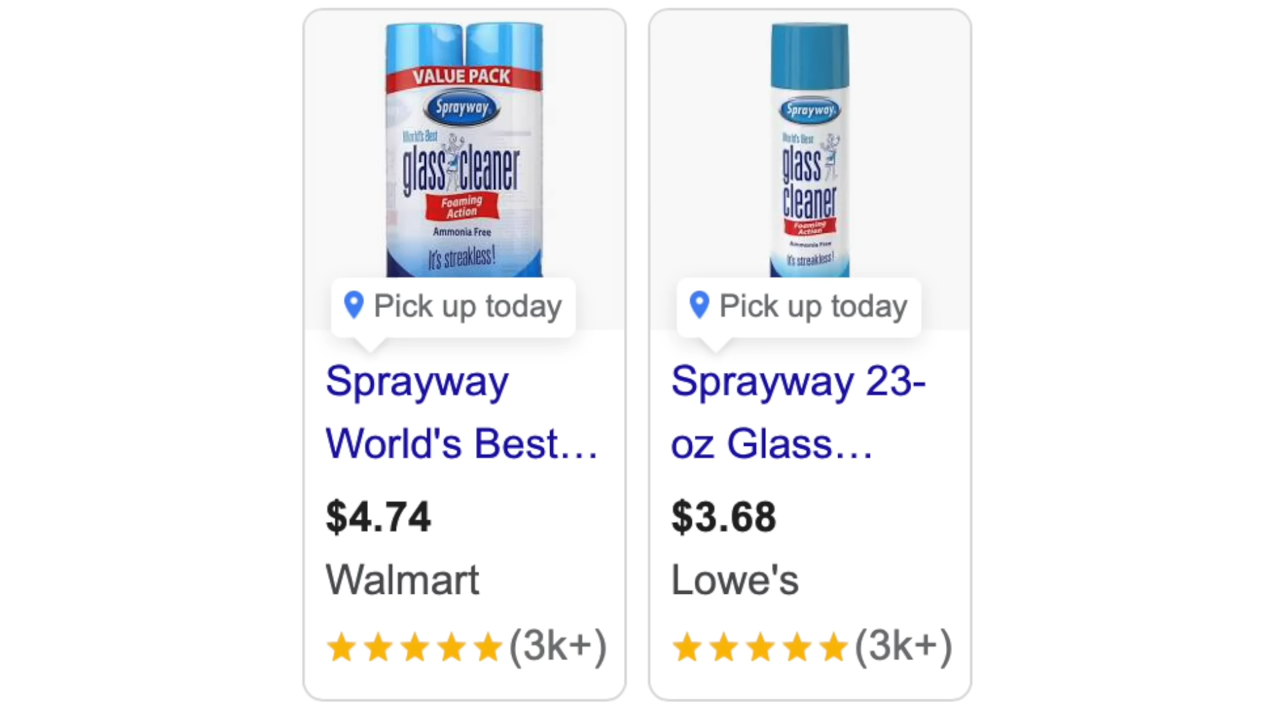 VALUE PACK
Sprayway
World's Best
glass cleaner
Foaming
Action
Ammonia Free
It's streakless!
Pick up today
Sprayway
World's Best...
$4.74
Walmart
(3k+)
Sprayway
World's Best
glass
cleaner
Foaming
Action
Ammonia Free
It's streakless!
Pick up today
Sprayway 23-
oz Glass...
$3.68
Lowe's
(3k+)